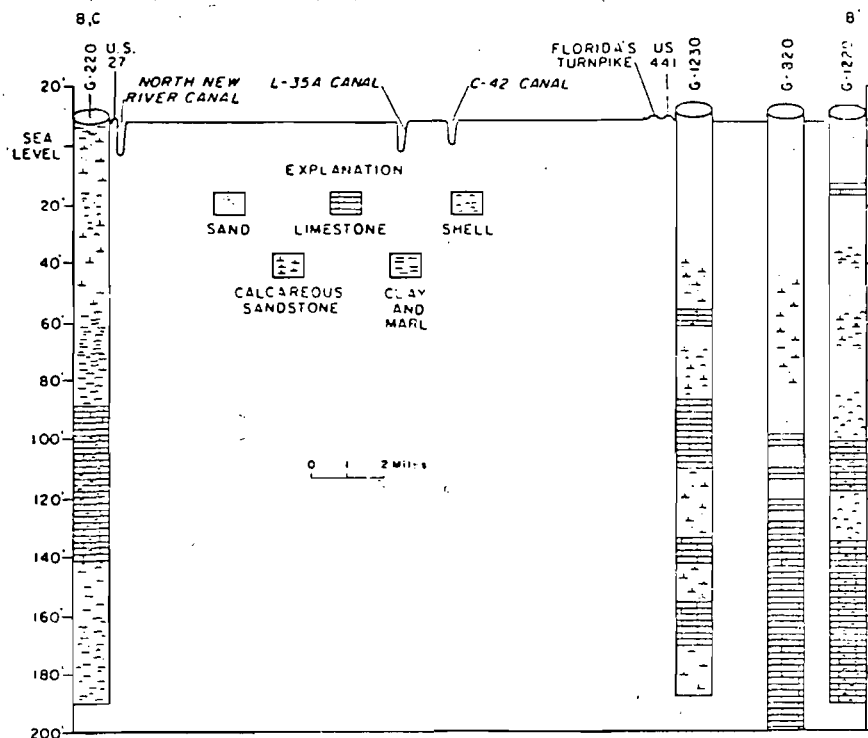 B,C
B'
G-220
U.S.
27
NORTH NEW
RIVER CANAL
L-35A CANAL
C-42 CANAL
FLORIDA'S
TURNPIKE
US
441
G-1230
G-820
20'
SEA
LEVEL
20'
40'
60'
80'
100'
120'
140'
160'
180'
200'
EXPLANATION
SAND
LIMESTONE
SHELL
CALCAREOUS
SANDSTONE
CLAY
AND
MARL
0 1 2 Miles